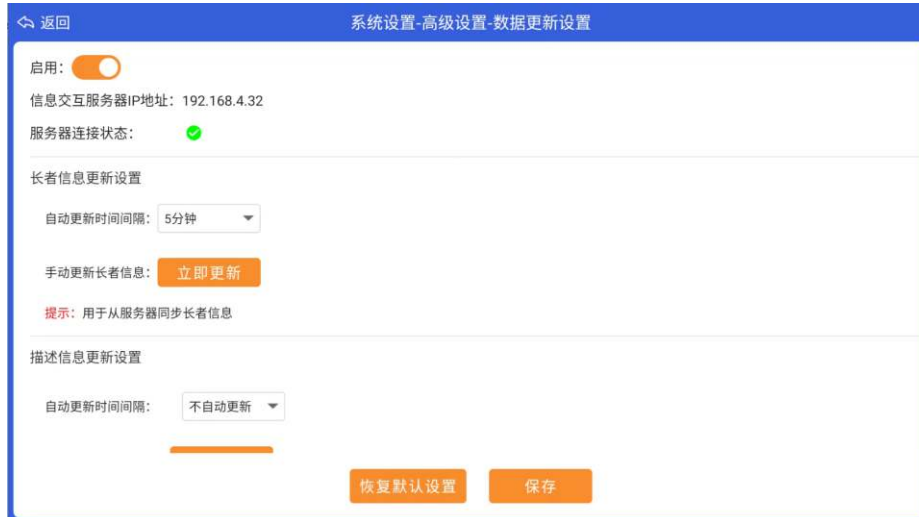 返回
系统设置-高级设置-数据更新设置
启用：
信息交互服务器IP地址：192.168.4.32
服务器连接状态：
长者信息更新设置
自动更新时间间隔：5分钟
手动更新长者信息：立即更新
提示：用于从服务器同步长者信息
描述信息更新设置
自动更新时间间隔：不自动更新
恢复默认设置 保存